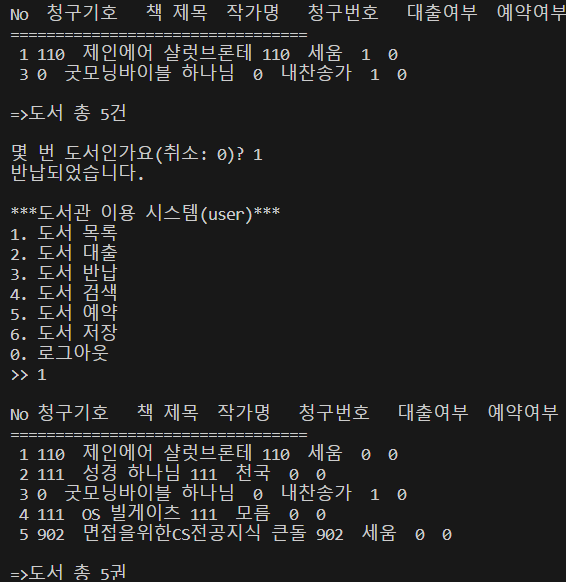 No 청구기호 책 제목 작가명 청구번호 대출여부 예약여부
=================================
1 110 제인에어 샬럿브론테 110 세움 1 0
3 0 굿모닝바이블 하나님 0 내찬송가 1 0
=>도서 총 5건
몇 번 도서인가요(취소: 0)? 1
반납되었습니다.
***도서관 이용 시스템(user)***
1. 도서 목록
2. 도서 대출
3. 도서 반납
4. 도서 검색
5. 도서 예약
6. 도서 저장
0. 로그아웃
>> 1
No 청구기호 책 제목 작가명 청구번호 대출여부 예약여부
=================================
1 110 제인에어 샬럿브론테 110 세움 0 0
2 111 성경 하나님 111 천국 0 0
3 0 굿모닝바이블 하나님 0 내찬송가 1 0
4 111 OS 빌게이츠 111 모름 0 0
5 902 면접을위한CS전공지식 큰돌 902 세움 0 0
=>도서 총 5권